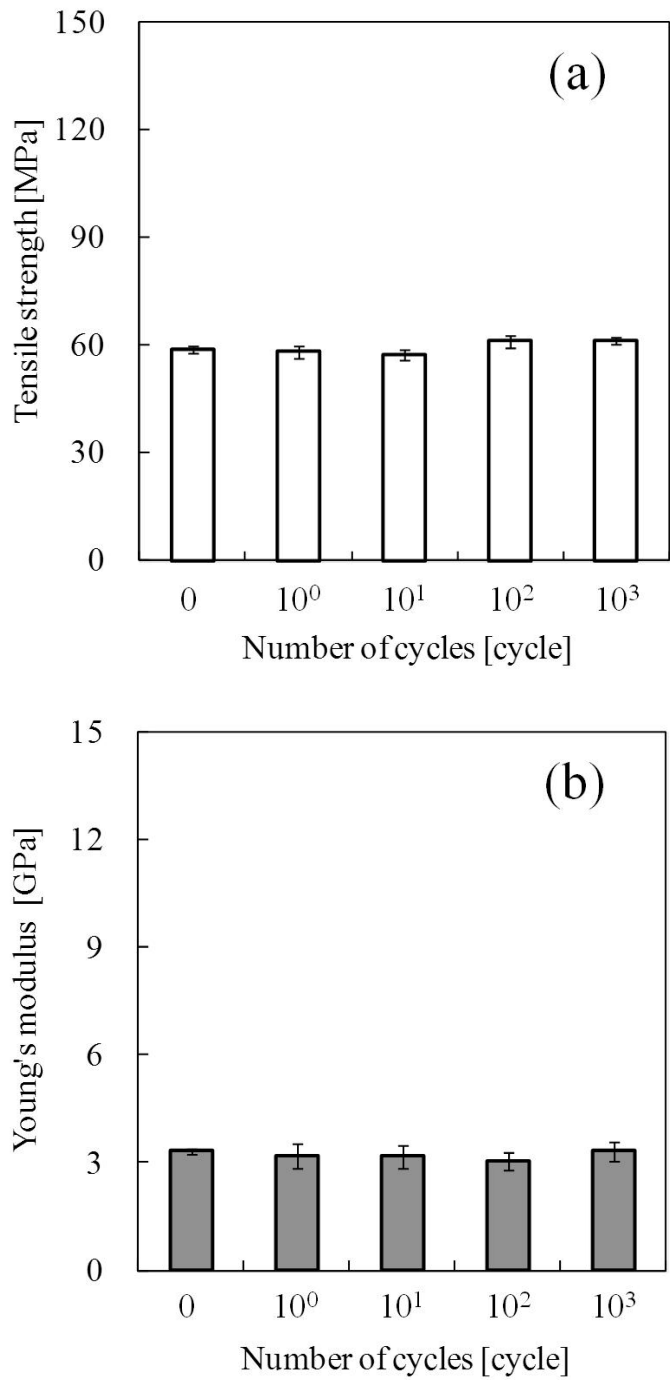 (a)
Tensile strength [MPa]
150
120
90
60
30
0
0 10⁰ 10¹ 10² 10³
Number of cycles [cycle]
(b)
Young's modulus [GPa]
15
12
9
6
3
0
0 10⁰ 10¹ 10² 10³
Number of cycles [cycle]